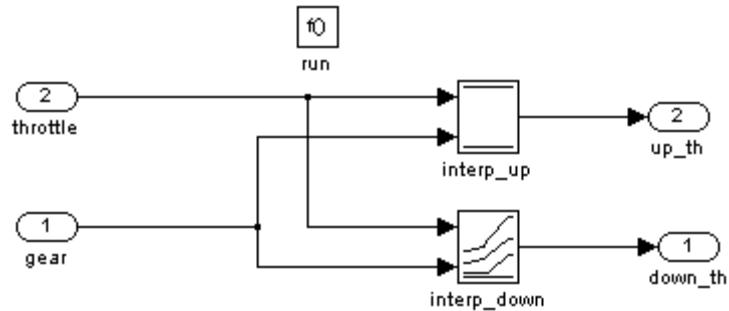 f()
run
2
throttle
interp_up
2
up_th
1
gear
interp_down
1
down_th